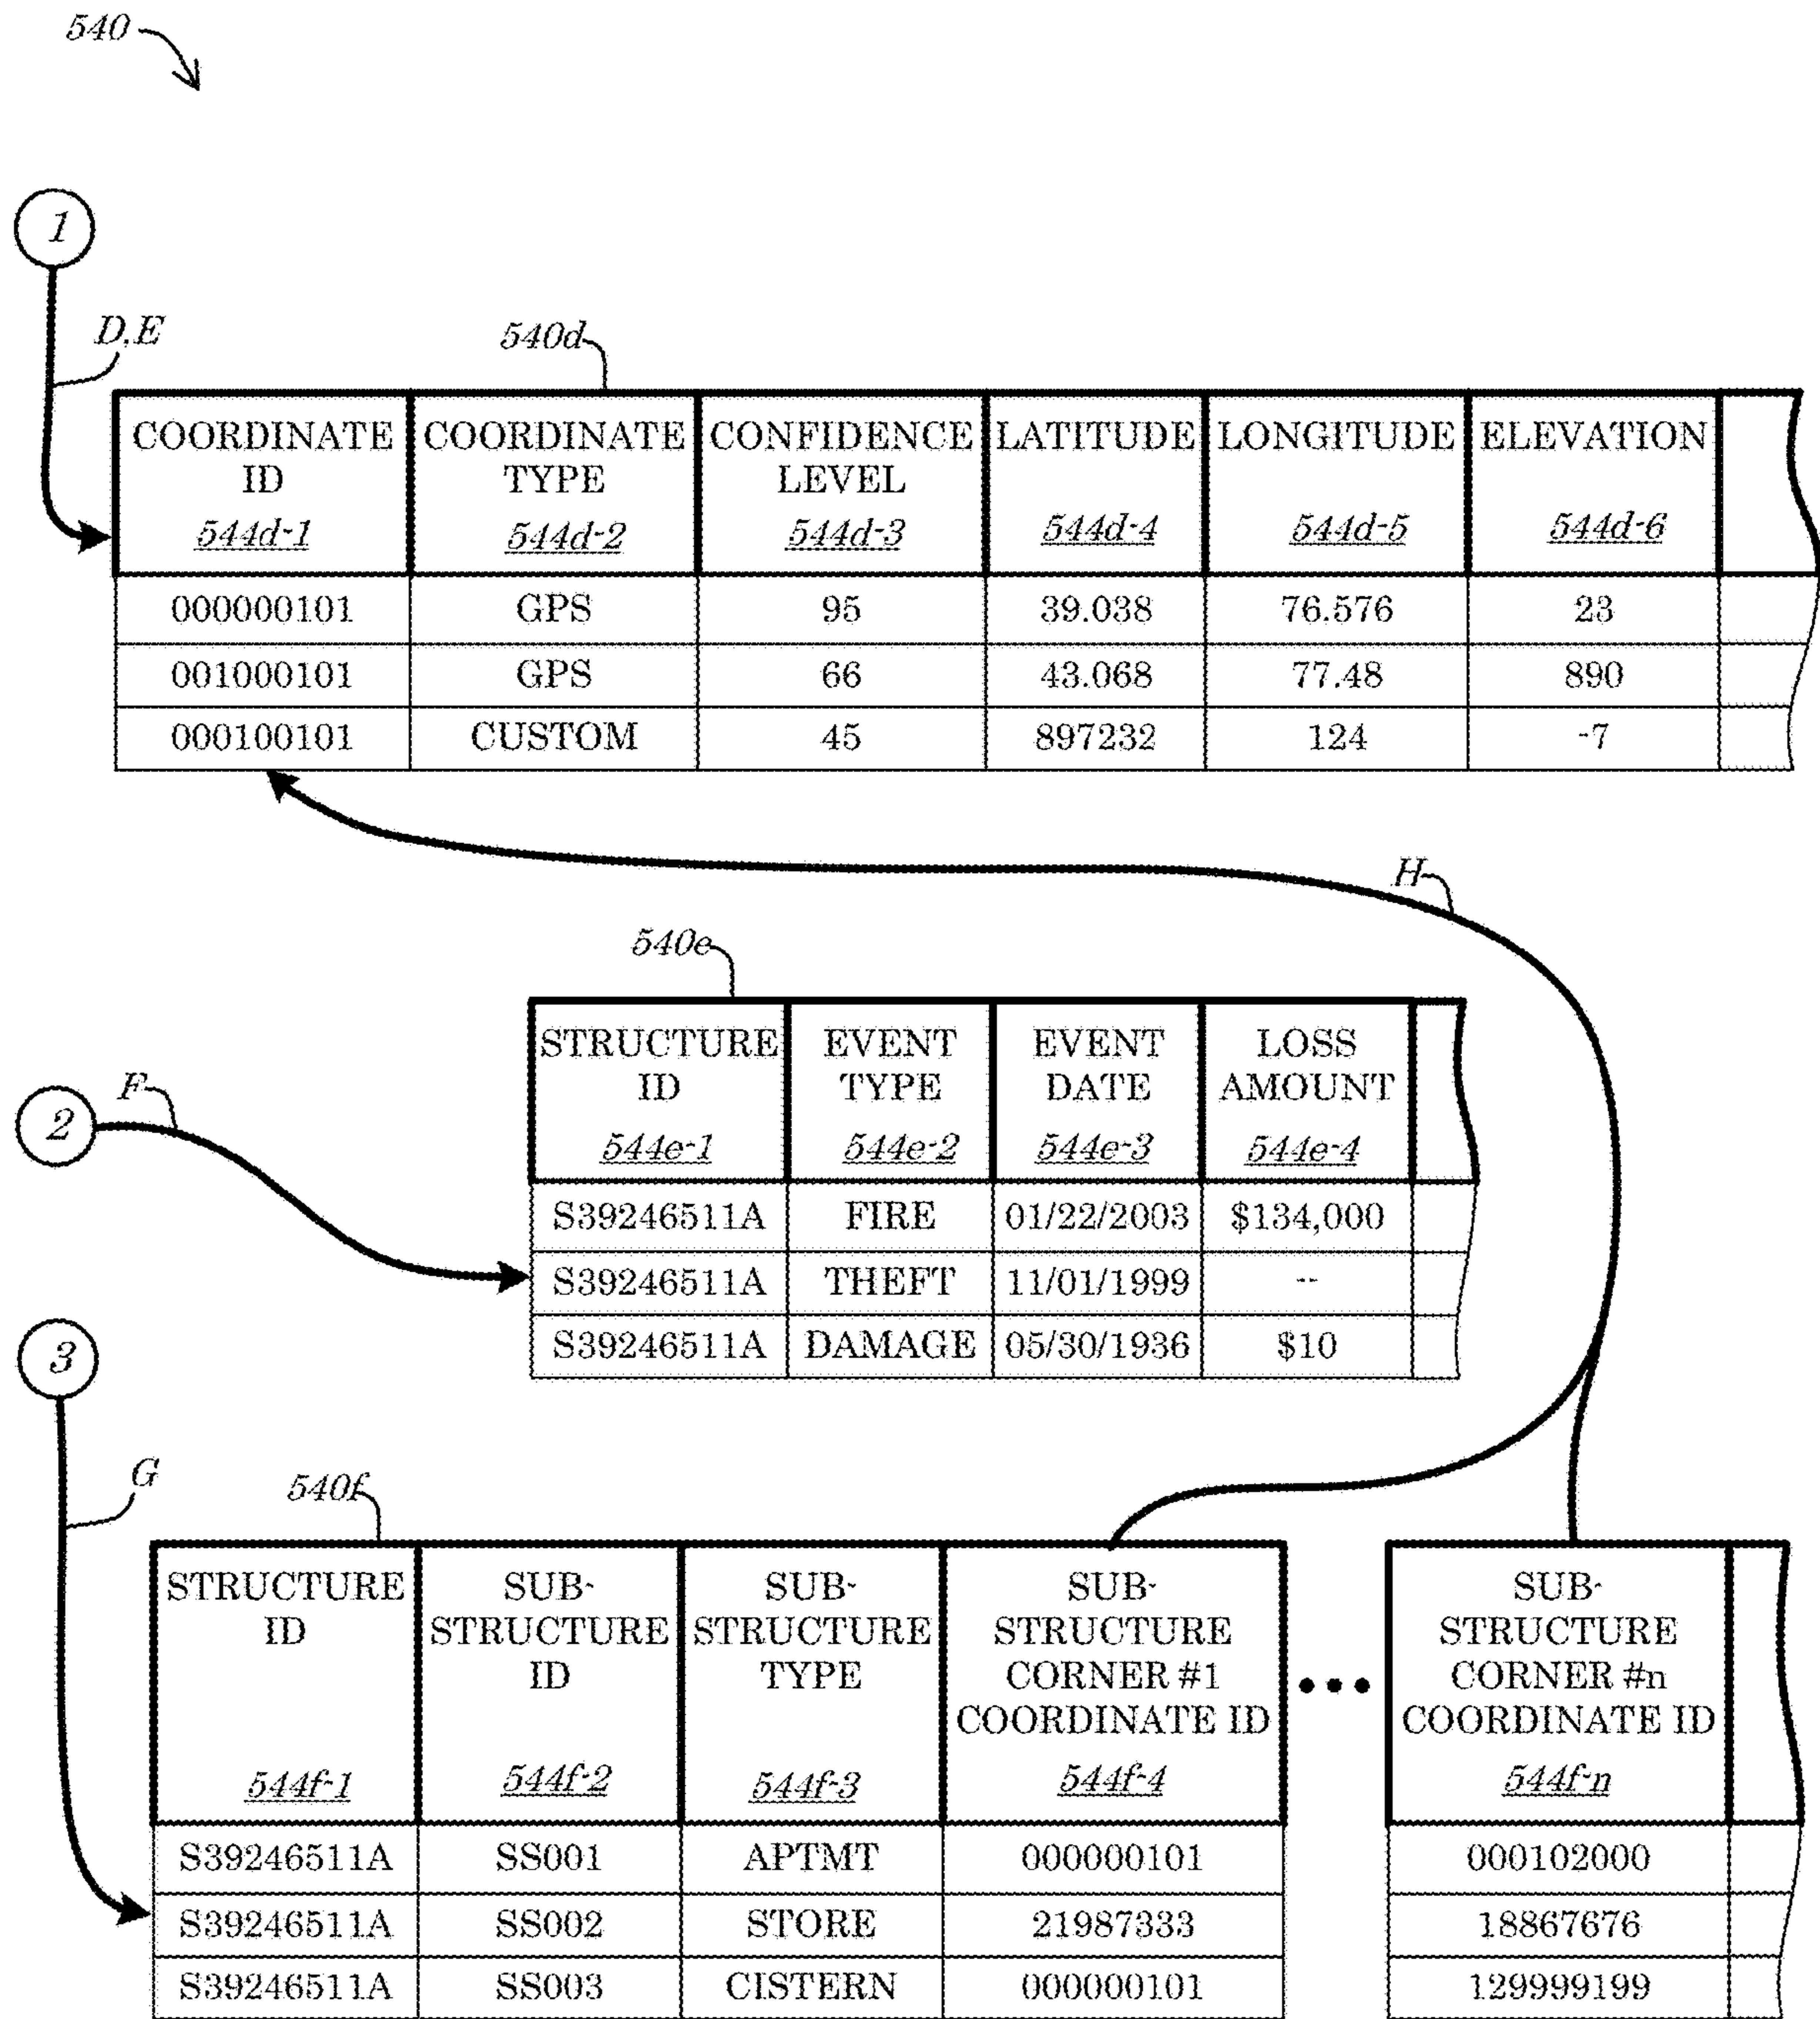 540
1
D,E
540d
COORDINATE ID 544d-1 COORDINATE TYPE 544d-2 CONFIDENCE LEVEL 544d-3 LATITUDE 544d-4 LONGITUDE 544d-5 ELEVATION 544d-6
000000101 GPS 95 39.038 76.576 23
001000101 GPS 66 43.068 77.48 890
000100101 CUSTOM 45 897232 124 -7
H
540e
2
F
STRUCTURE ID 544e-1 EVENT TYPE 544e-2 EVENT DATE 544e-3 LOSS AMOUNT 544e-4
S39246511A FIRE 01/22/2003 $134,000
S39246511A THEFT 11/01/1999 --
S39246511A DAMAGE 05/30/1936 $10
3
G
540f
STRUCTURE ID 544f-1 SUB-STRUCTURE ID 544f-2 SUB-STRUCTURE TYPE 544f-3 SUB-STRUCTURE CORNER #1 COORDINATE ID 544f-4 ••• SUB-STRUCTURE CORNER #n COORDINATE ID 544f-n
S39246511A SS001 APTMT 000000101 000102000
S39246511A SS002 STORE 21987333 18867676
S39246511A SS003 CISTERN 000000101 129999199